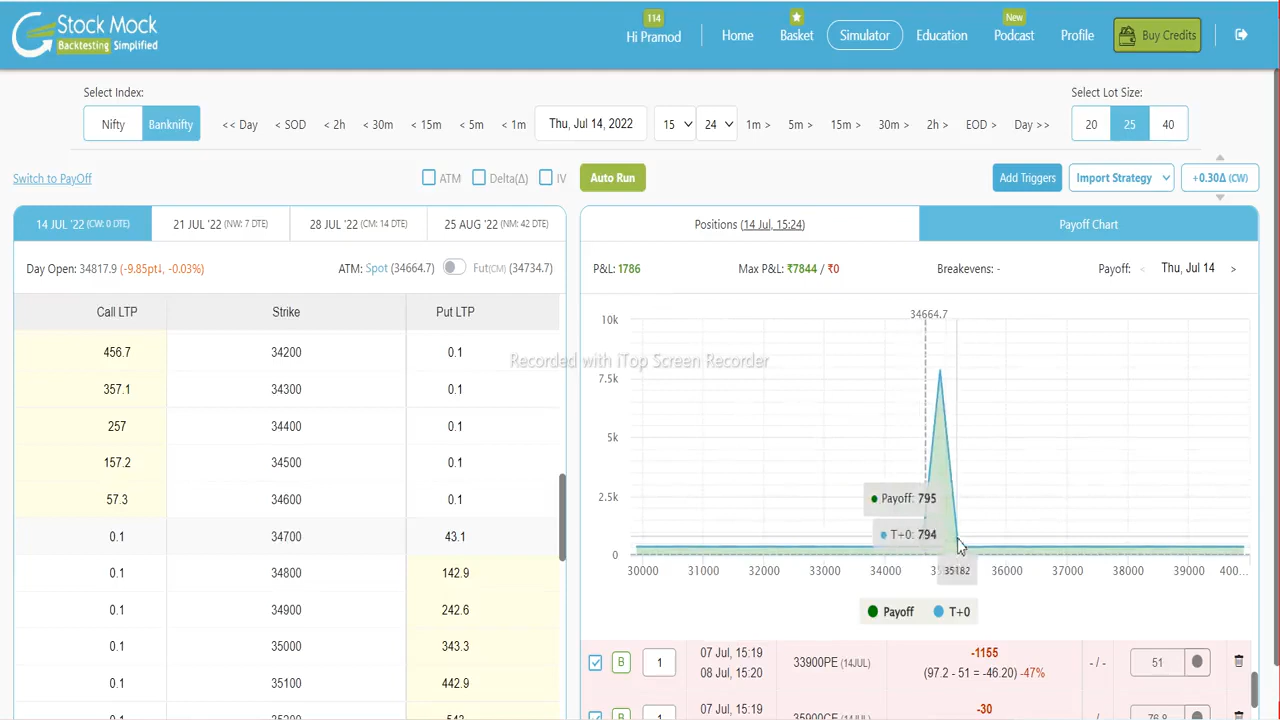 Stock Mock
Backtesting Simplified
114
Hi Pramod
Home
Basket
Simulator
Education
New
Podcast
Profile
Buy Credits
Select Index:
Nifty
Banknifty
<< Day
< SOD
< 2h
< 30m
< 15m
< 5m
< 1m
Thu, Jul 14, 2022
15
24
1m >
5m >
15m >
30m >
2h >
EOD >
Day >>
Select Lot Size:
20
25
40
Switch to PayOff
ATM
Delta(Δ)
IV
Auto Run
Add Triggers
Import Strategy
+0.30Δ (CW)
14 JUL '22 (CW: 0 DTE)
21 JUL '22 (NW: 7 DTE)
28 JUL '22 (CM: 14 DTE)
25 AUG '22 (NM: 42 DTE)
Day Open: 34817.9 (-9.85pt↓, -0.03%)
ATM: Spot (34664.7)
Fut(CM) (34734.7)
Call LTP Strike Put LTP
456.7 34200 0.1
357.1 34300 0.1
257 34400 0.1
157.2 34500 0.1
57.3 34600 0.1
0.1 34700 43.1
0.1 34800 142.9
0.1 34900 242.6
0.1 35000 343.3
0.1 35100 442.9
Positions (14 Jul, 15:24)
Payoff Chart
P&L: 1786
Max P&L: ₹7844 / ₹0
Breakevens: -
Payoff: < Thu, Jul 14 >
34664.7
10k
7.5k
5k
2.5k
0
Recorded with iTop Screen Recorder
Payoff: 795
T+0: 794
35182
30000 31000 32000 33000 34000 36000 37000 38000 39000 400...
Payoff
T+0
B
1
07 Jul, 15:19
08 Jul, 15:20
33900PE (14JUL)
-1155
(97.2 - 51 = -46.20) -47%
- / -
51
B
1
07 Jul, 15:19
35900CE (14JUL)
-30
76.8